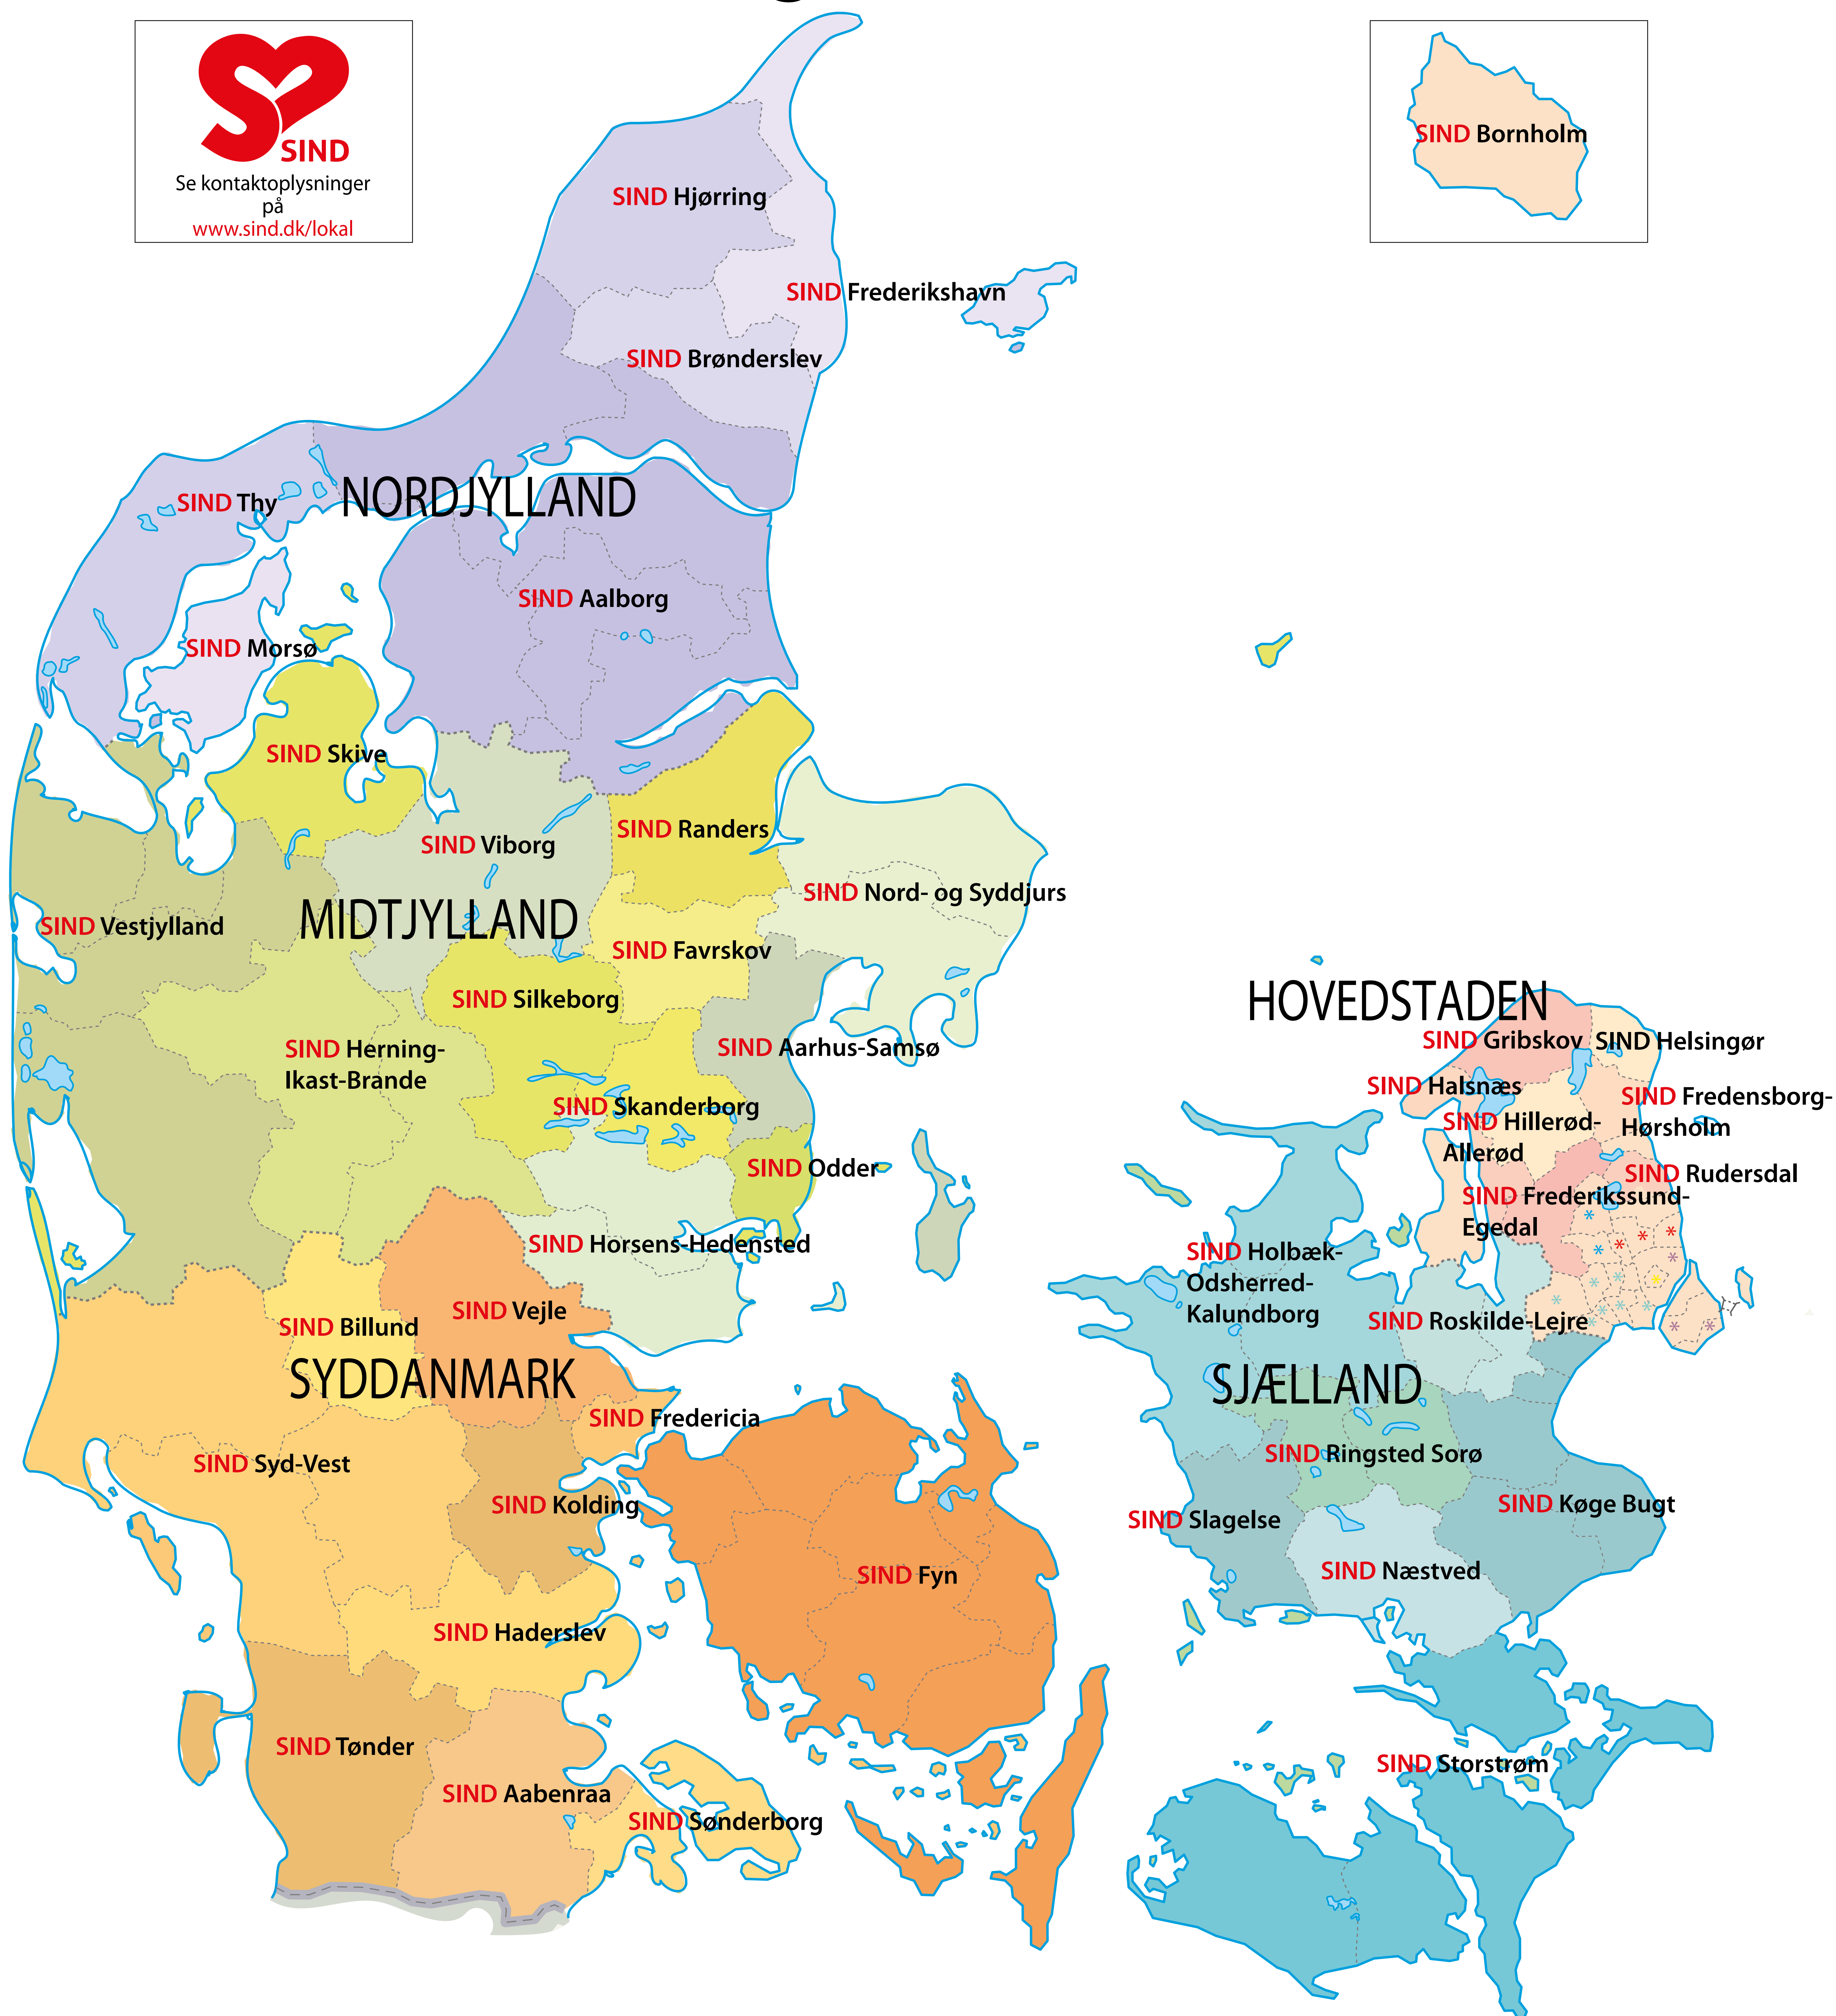 SIND
Se kontaktoplysninger
på
www.sind.dk/lokal
SIND Bornholm
SIND Hjørring
SIND Frederikshavn
SIND Brønderslev
NORDJYLLAND
SIND Thy
SIND Aalborg
SIND Morsø
SIND Skive
SIND Randers
SIND Viborg
SIND Nord- og Syddjurs
MIDTJYLLAND
SIND Vestjylland
SIND Favrskov
SIND Silkeborg
SIND Herning-
Ikast-Brande
SIND Aarhus-Samsø
SIND Skanderborg
SIND Odder
SIND Horsens-Hedensted
HOVEDSTADEN
SIND Gribskov
SIND Helsingør
SIND Halsnæs
SIND Fredensborg-
Hørsholm
SIND Hillerød-
Allerød
SIND Rudersdal
SIND Frederikssund-
Egedal
SIND Holbæk-
Odsherred-
Kalundborg
SIND Roskilde-Lejre
SIND Vejle
SIND Billund
SYDDANMARK
SJÆLLAND
SIND Fredericia
SIND Syd-Vest
SIND Ringsted Sorø
SIND Kolding
SIND Køge Bugt
SIND Slagelse
SIND Fyn
SIND Næstved
SIND Haderslev
SIND Tønder
SIND Storstrøm
SIND Aabenraa
SIND Sønderborg